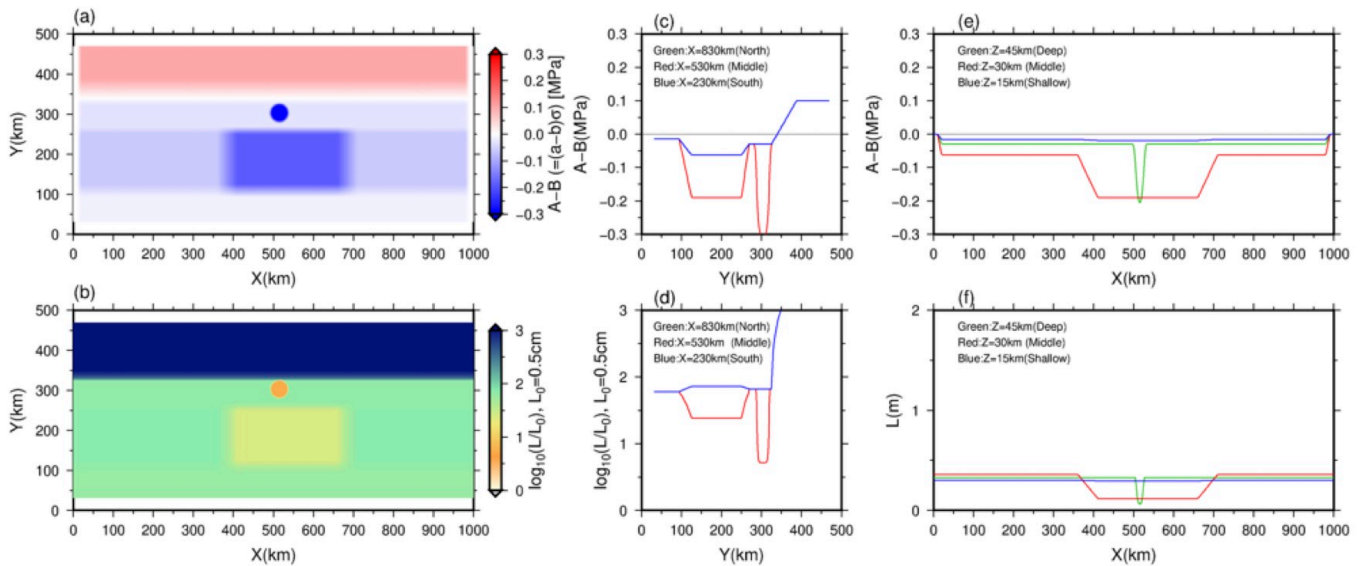 (a)
500
400
300
200
100
0
Y(km)
0 100 200 300 400 500 600 700 800 900 1000
X(km)
0.3
0.2
0.1
0.0
−0.1
−0.2
−0.3
A−B (=(a−b)σ) [MPa]
(b)
500
400
300
200
100
0
Y(km)
0 100 200 300 400 500 600 700 800 900 1000
X(km)
3
2
1
0
log10(L/L0), L0=0.5cm
(c)
Green:X=830km(North)
Red:X=530km (Middle)
Blue:X=230km(South)
0.3
0.2
0.1
0.0
−0.1
−0.2
−0.3
A−B(MPa)
0 100 200 300 400 500
Y(km)
(d)
Green:X=830km(North)
Red:X=530km (Middle)
Blue:X=230km(South)
3
2
1
0
log10(L/L0), L0=0.5cm
0 100 200 300 400 500
Y(km)
(e)
Green:Z=45km(Deep)
Red:Z=30km (Middle)
Blue:Z=15km(Shallow)
0.3
0.2
0.1
0.0
−0.1
−0.2
−0.3
A−B(MPa)
0 100 200 300 400 500 600 700 800 900 1000
X(km)
(f)
Green:Z=45km(Deep)
Red:Z=30km (Middle)
Blue:Z=15km(Shallow)
2
1
0
L(m)
0 100 200 300 400 500 600 700 800 900 1000
X(km)